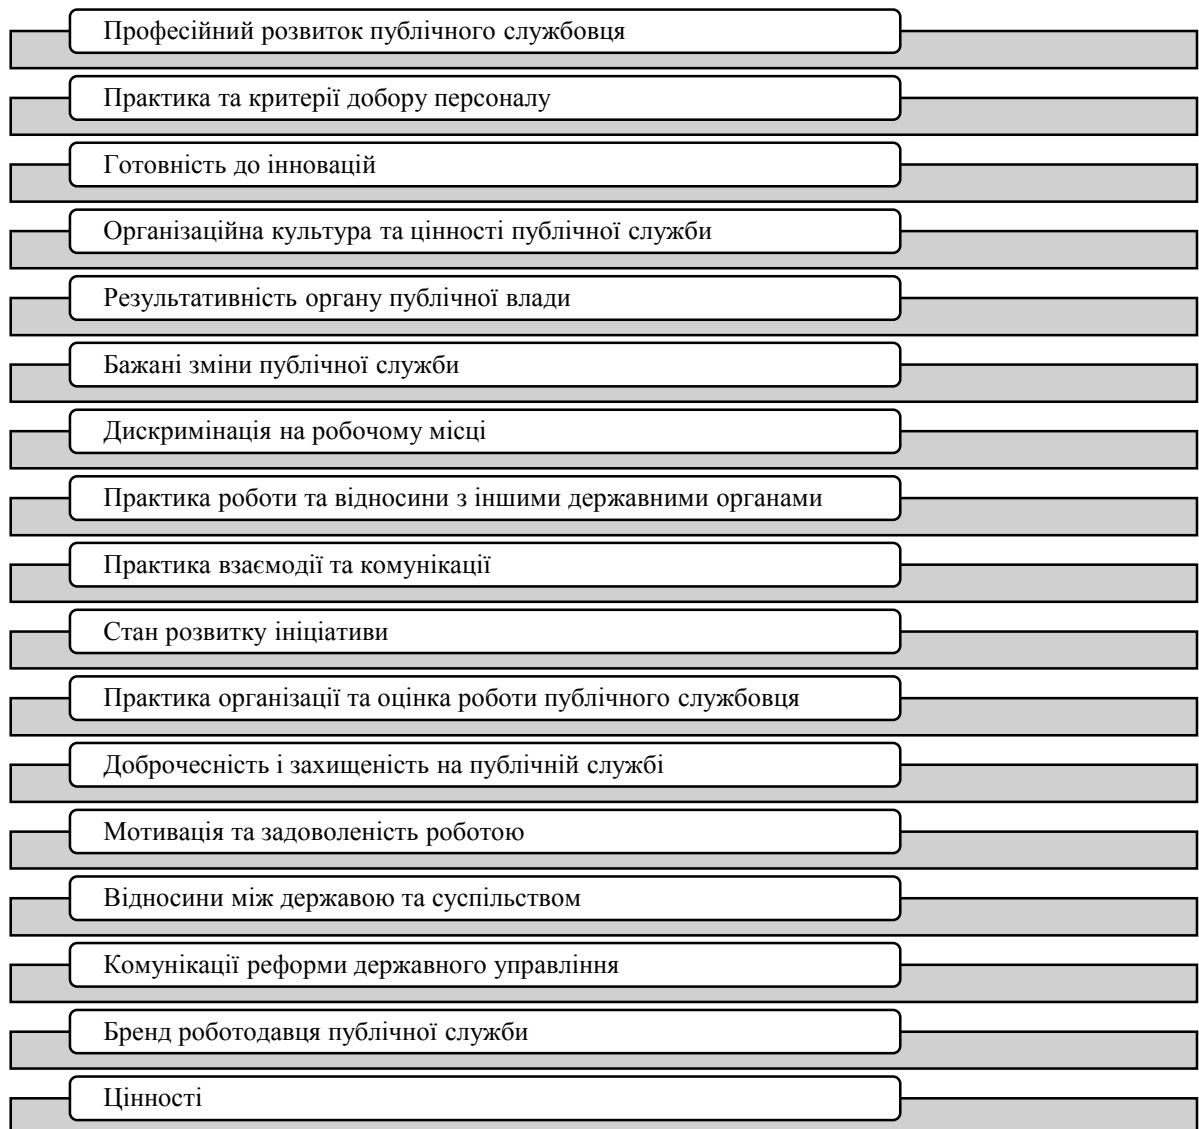 Професійний розвиток публічного службовця
Практика та критерії добору персоналу
Готовність до інновацій
Організаційна культура та цінності публічної служби
Результативність органу публічної влади
Бажані зміни публічної служби
Дискримінація на робочому місці
Практика роботи та відносини з іншими державними органами
Практика взаємодії та комунікації
Стан розвитку ініціативи
Практика організації та оцінка роботи публічного службовця
Доброчесність і захищеність на публічній службі
Мотивація та задоволеність роботою
Відносини між державою та суспільством
Комунікації реформи державного управління
Бренд роботодавця публічної служби
Цінності